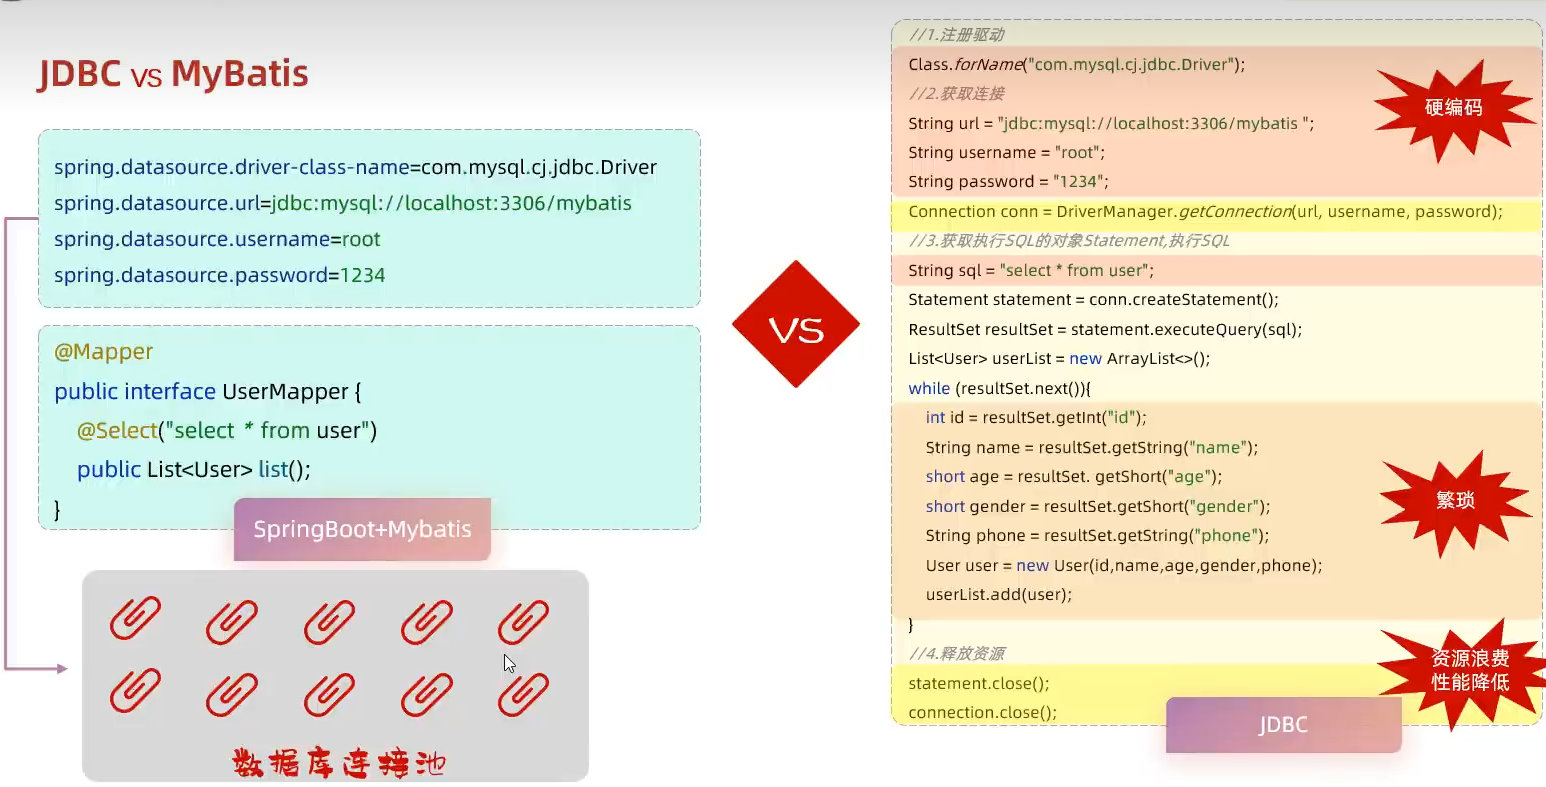 JDBC vs MyBatis
spring.datasource.driver-class-name=com.mysql.cj.jdbc.Driver
spring.datasource.url=jdbc:mysql://localhost:3306/mybatis
spring.datasource.username=root
spring.datasource.password=1234
@Mapper
public interface UserMapper {
    @Select("select * from user")
    public List<User> list();
}
SpringBoot+Mybatis
数据库连接池
VS
//1.注册驱动
Class.forName("com.mysql.cj.jdbc.Driver");
//2.获取连接
String url = "jdbc:mysql://localhost:3306/mybatis ";
String username = "root";
String password = "1234";
硬编码
Connection conn = DriverManager.getConnection(url, username, password);
//3.获取执行SQL的对象Statement,执行SQL
String sql = "select * from user";
Statement statement = conn.createStatement();
ResultSet resultSet = statement.executeQuery(sql);
List<User> userList = new ArrayList<>();
while (resultSet.next()){
    int id = resultSet.getInt("id");
    String name = resultSet.getString("name");
    short age = resultSet. getShort("age");
    short gender = resultSet.getShort("gender");
    String phone = resultSet.getString("phone");
    User user = new User(id,name,age,gender,phone);
    userList.add(user);
}
繁琐
//4.释放资源
statement.close();
connection.close();
资源浪费
性能降低
JDBC